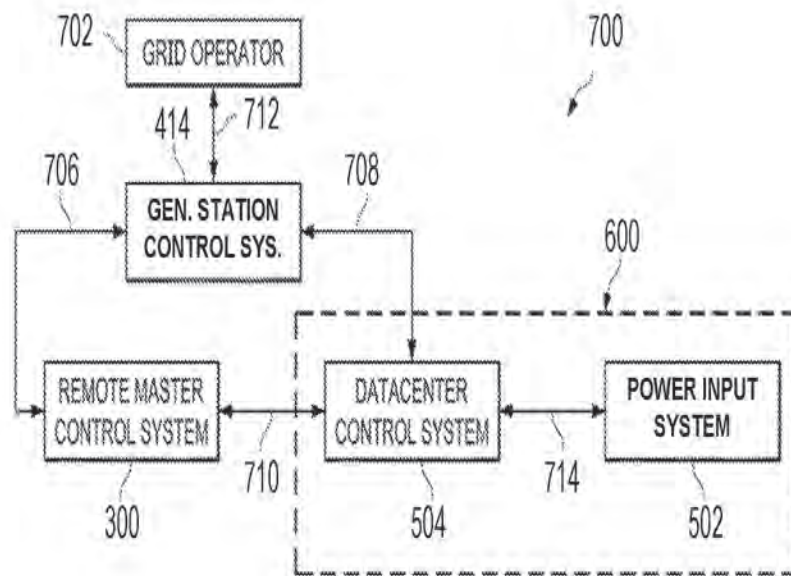 702
GRID OPERATOR
700
414
712
706
GEN. STATION
CONTROL SYS.
708
600
REMOTE MASTER
CONTROL SYSTEM
DATACENTER
CONTROL SYSTEM
POWER INPUT
SYSTEM
710
714
300
504
502